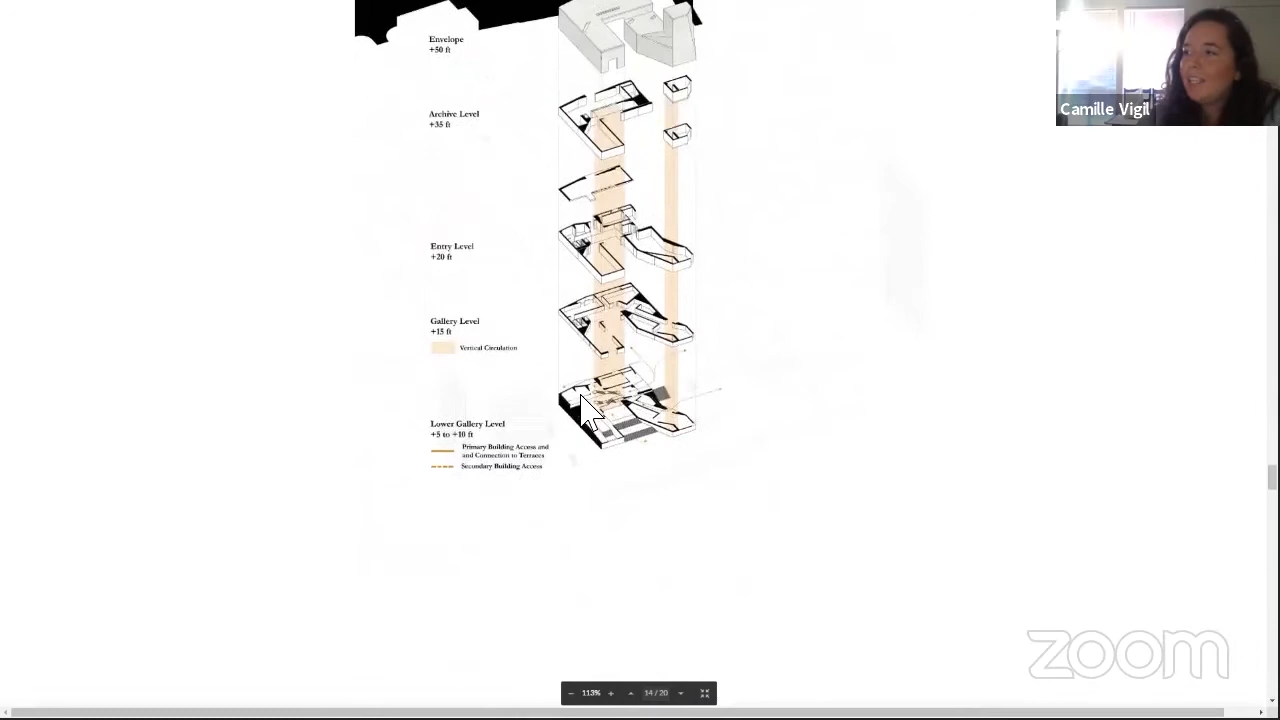 Envelope
+50 ft
Camille Vigil
Archive Level
+35 ft
Entry Level
+20 ft
Gallery Level
+15 ft
Vertical Circulation
Lower Gallery Level
+5 to +10 ft
Primary Building Access and
and Connection to Terraces
Secondary Building Access
zoom
113%
14 / 20